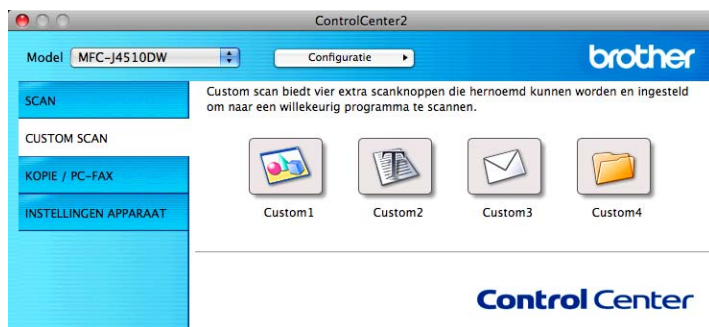 ControlCenter2
Model MFC-J4510DW Configuratie brother
SCAN
CUSTOM SCAN
KOPIE / PC-FAX
INSTELLINGEN APPARAAT
Custom scan biedt vier extra scanknoppen die hernoemd kunnen worden en ingesteld
om naar een willekeurig programma te scannen.
T
Custom1 Custom2 Custom3 Custom4
Control Center